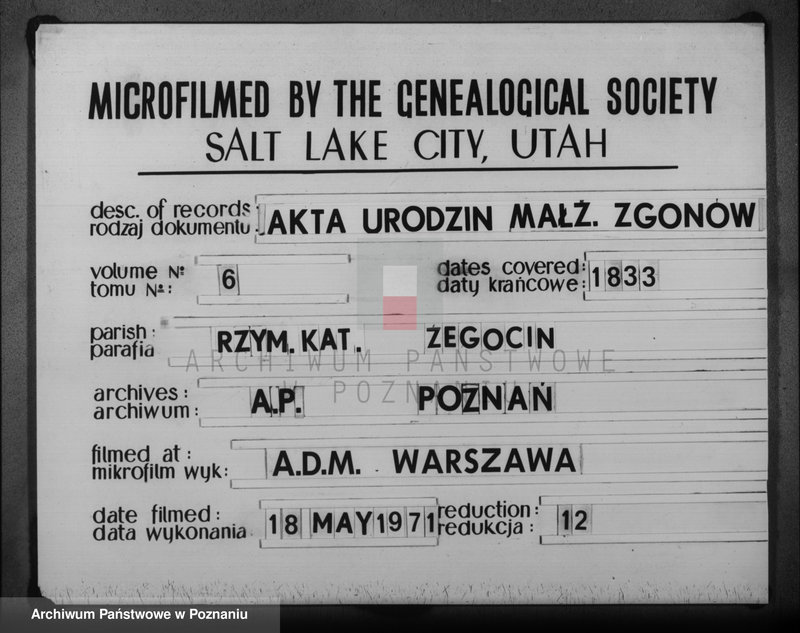 MICROFILMED BY THE GENEALOGICAL SOCIETY
SALT LAKE CITY, UTAH
desc. of records:
rodzaj dokumentu: AKTA URODZIN MAŁŻ. ZGONÓW
volume Nº
tomu Nº: 6
dates covered:
daty krańcowe: 1833
parish:
parafia RZYM. KAT. ŻEGOCIN
ARCHIWUM PAŃSTWOWE
W POZNANIU
archives:
archiwum: A.P. POZNAŃ
filmed at:
mikrofilm wyk: A.D.M. WARSZAWA
date filmed:
data wykonania 18 MAY 1971
reduction:
redukcja: 12
Archiwum Państwowe w Poznaniu